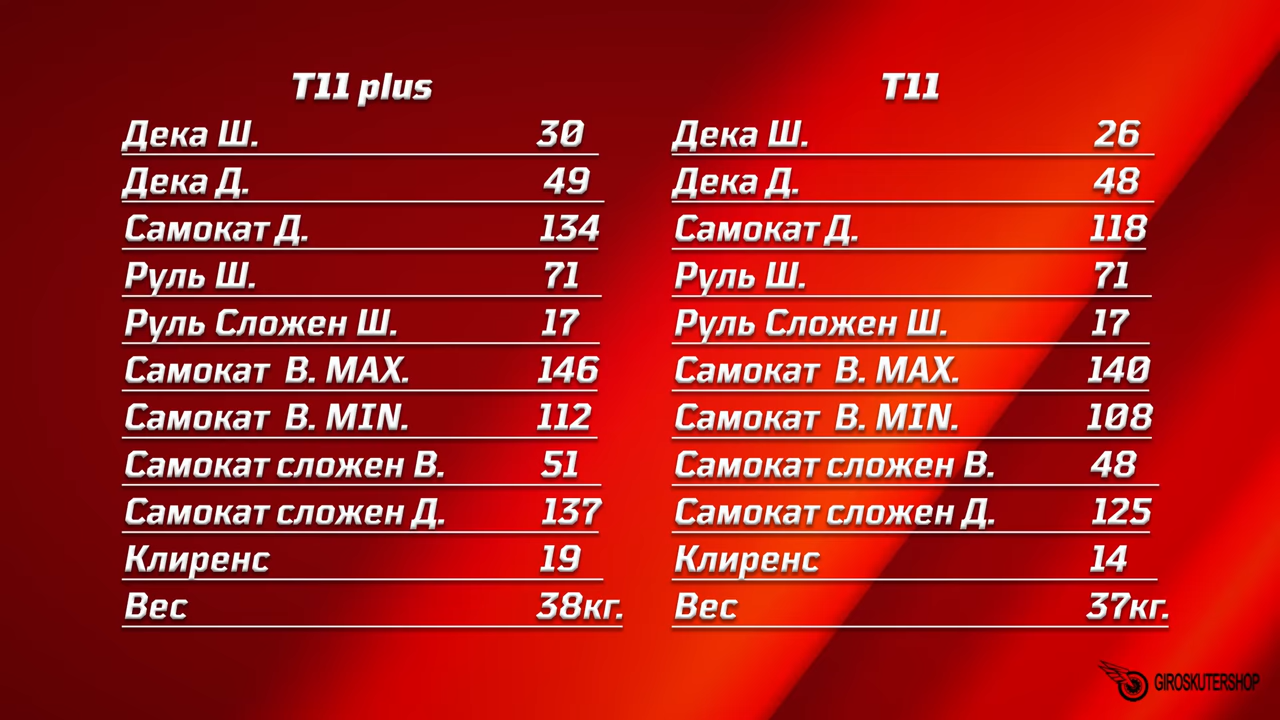 T11 plus
Дека Ш. 30
Дека Д. 49
Самокат Д. 134
Руль Ш. 71
Руль Сложен Ш. 17
Самокат В. MAX. 146
Самокат В. MIN. 112
Самокат сложен В. 51
Самокат сложен Д. 137
Клиренс 19
Вес 38кг.
T11
Дека Ш. 26
Дека Д. 48
Самокат Д. 118
Руль Ш. 71
Руль Сложен Ш. 17
Самокат В. MAX. 140
Самокат В. MIN. 108
Самокат сложен В. 48
Самокат сложен Д. 125
Клиренс 14
Вес 37кг.
GIROSKUTERSHOP